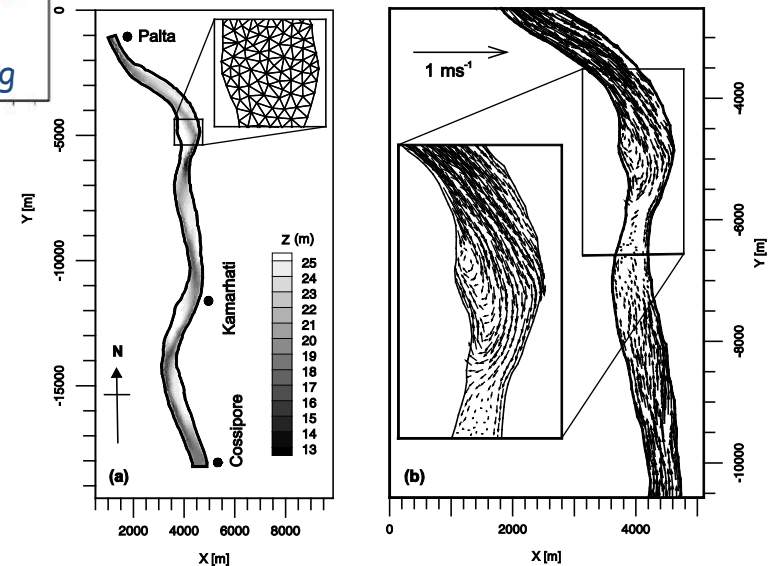 g
0
-5000
-10000
-15000
Y [m]
Palta
Kamarhati
Cossipore
N
z (m)
25
24
23
22
21
20
19
18
17
16
15
14
13
(a)
2000 4000 6000 8000
X [m]
1 ms⁻¹
(b)
0 2000 4000
X [m]
-4000
-6000
-8000
-10000
Y [m]